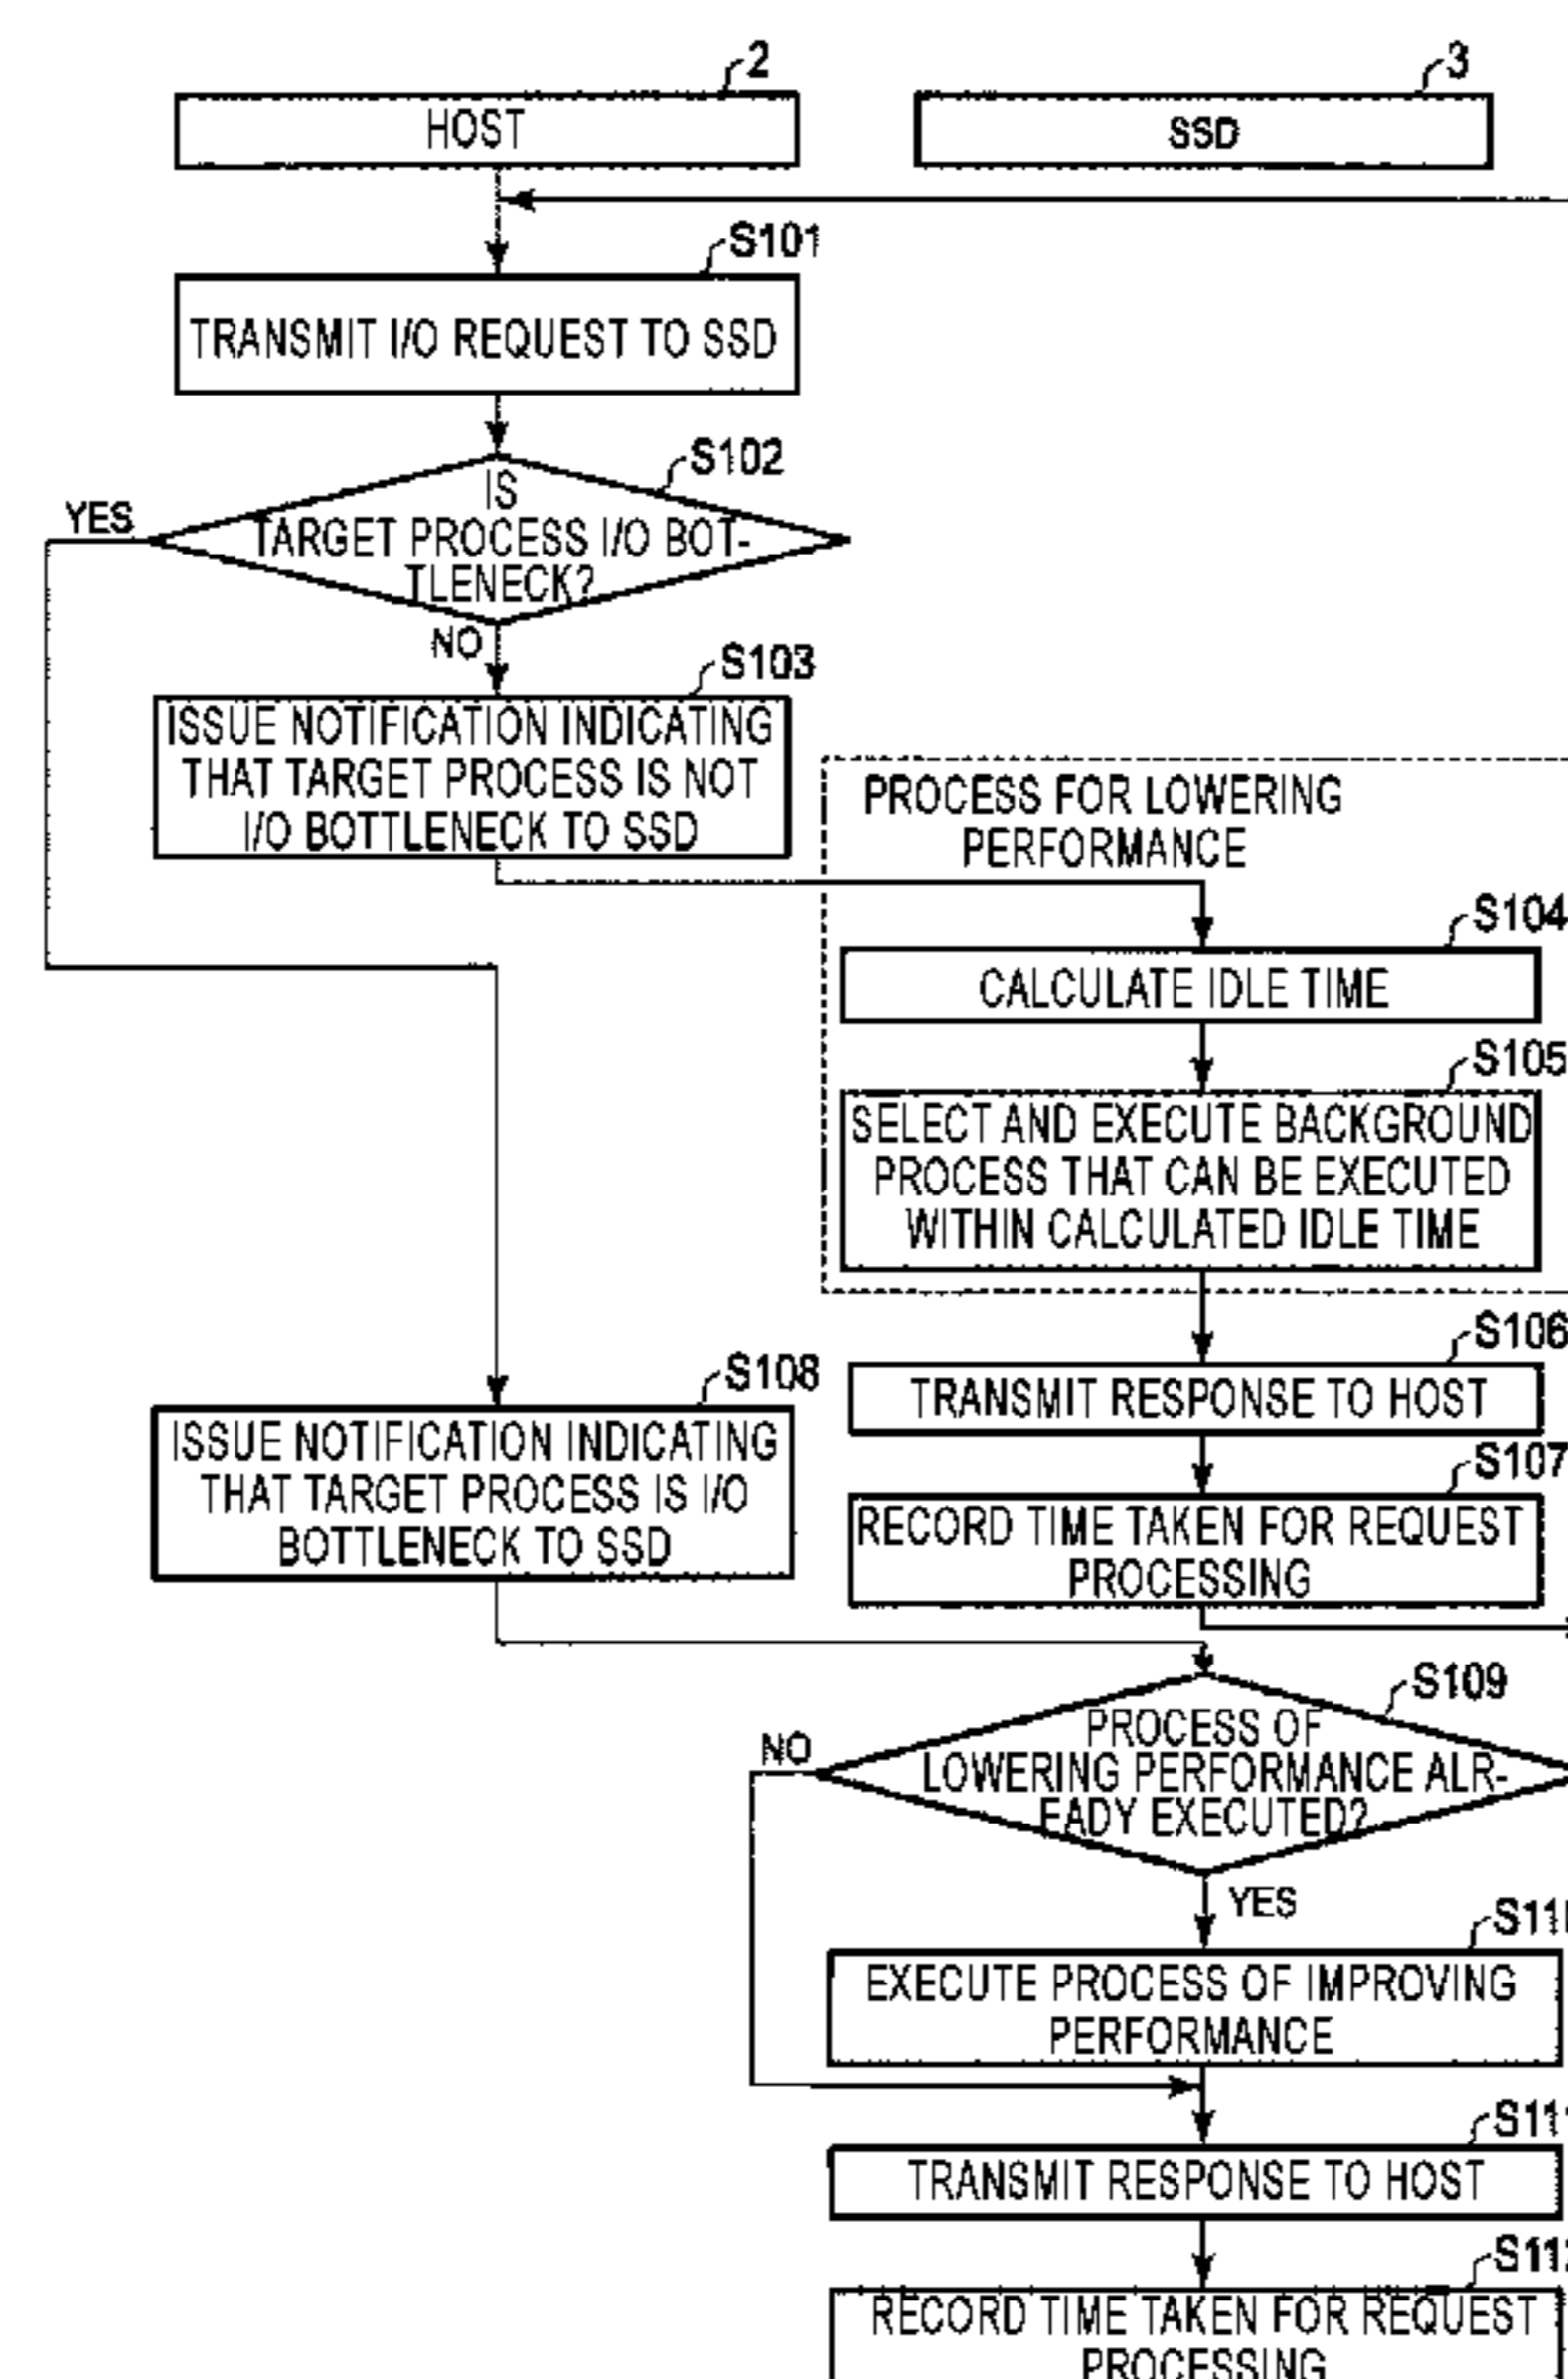 2
HOST
3
SSD
S101
TRANSMIT I/O REQUEST TO SSD
S102
IS
TARGET PROCESS I/O BOT-
TLENECK?
YES
NO
S103
ISSUE NOTIFICATION INDICATING
THAT TARGET PROCESS IS NOT
I/O BOTTLENECK TO SSD
PROCESS FOR LOWERING
PERFORMANCE
S104
CALCULATE IDLE TIME
S105
SELECT AND EXECUTE BACKGROUND
PROCESS THAT CAN BE EXECUTED
WITHIN CALCULATED IDLE TIME
S106
TRANSMIT RESPONSE TO HOST
S107
RECORD TIME TAKEN FOR REQUEST
PROCESSING
S108
ISSUE NOTIFICATION INDICATING
THAT TARGET PROCESS IS I/O
BOTTLENECK TO SSD
S109
PROCESS OF
LOWERING PERFORMANCE ALR-
EADY EXECUTED?
NO
YES
EXECUTE PROCESS OF IMPROVING
PERFORMANCE
TRANSMIT RESPONSE TO HOST
RECORD TIME TAKEN FOR REQUEST
PROCESSING